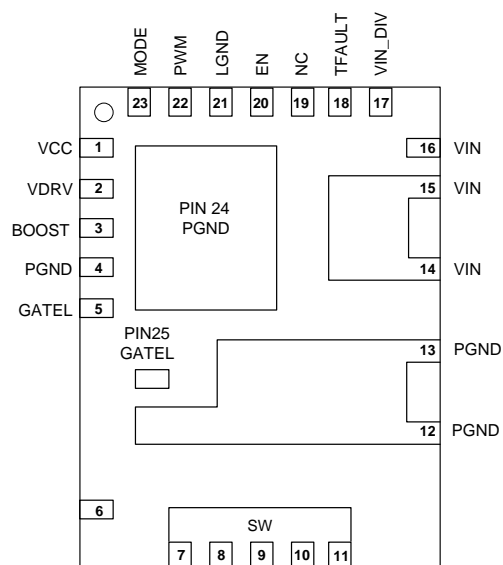 MODE
PWM
LGND
EN
NC
TFAULT
VIN_DIV
23
22
21
20
19
18
17
VCC
1
16
VIN
VDRV
2
15
VIN
BOOST
3
PIN 24
PGND
PGND
4
14
VIN
GATEL
5
PIN25
GATEL
13
PGND
12
PGND
6
SW
7
8
9
10
11